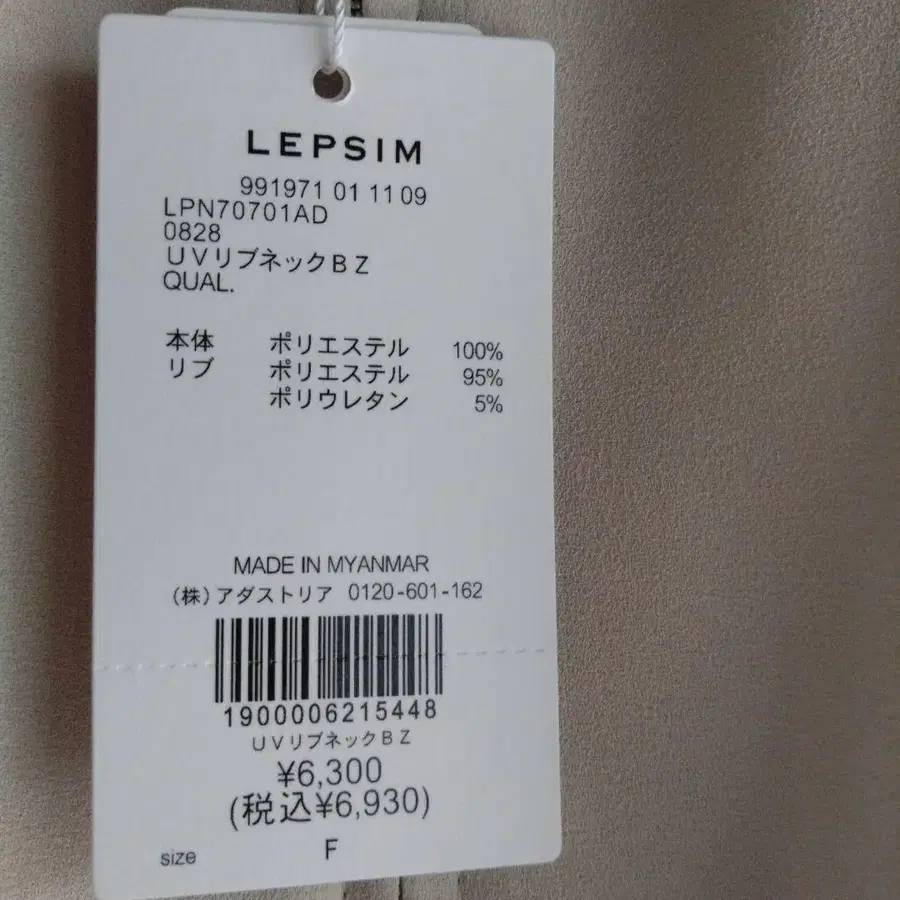 LEPSIM
991971 01 11 09
LPN70701AD
0828
UVリブネックBZ
QUAL.
本体 ポリエステル 100%
リブ ポリエステル 95%
ポリウレタン 5%
MADE IN MYANMAR
(株)アダストリア 0120-601-162
1900006215448
UVリブネックBZ
¥6,300
(税込¥6,930)
size F